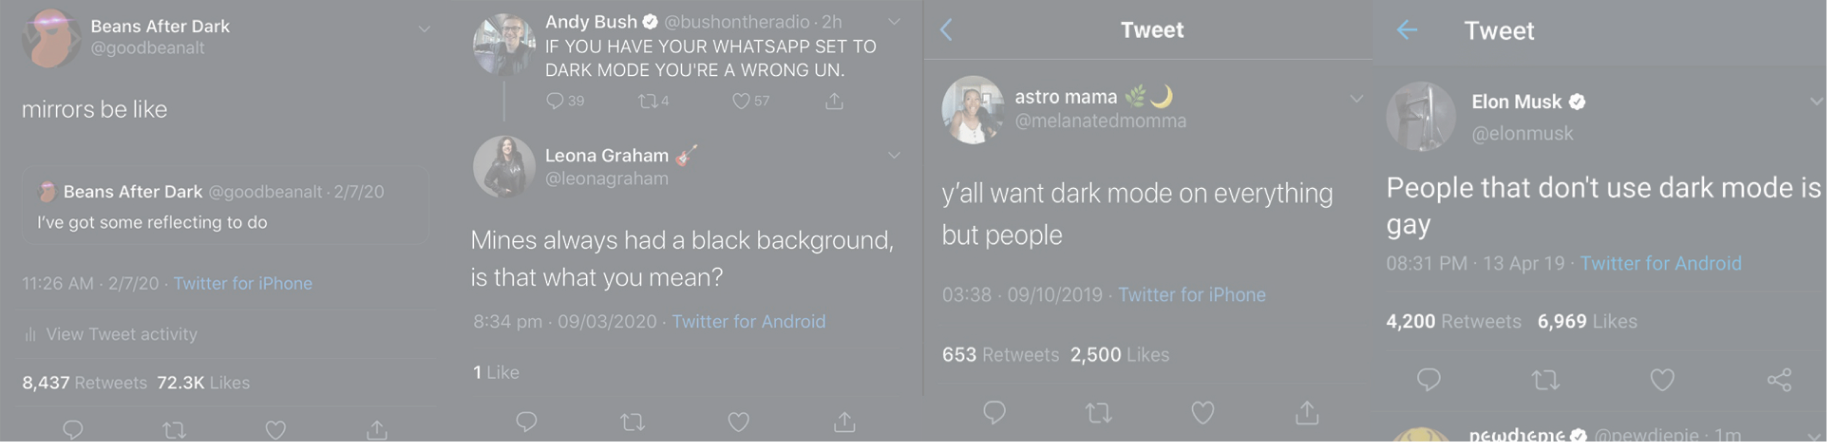 Beans After Dark
@goodbeanalt
mirrors be like
Beans After Dark @goodbeanalt · 2/7/20
I've got some reflecting to do
11:26 AM · 2/7/20 · Twitter for iPhone
View Tweet activity
8,437 Retweets 72.3K Likes
Andy Bush @bushontheradio · 2h
IF YOU HAVE YOUR WHATSAPP SET TO
DARK MODE YOU'RE A WRONG UN.
39 4 57
Leona Graham
@leonagraham
Mines always had a black background,
is that what you mean?
8:34 pm · 09/03/2020 · Twitter for Android
1 Like
Tweet
astro mama
@melanatedmomma
y'all want dark mode on everything
but people
03:38 · 09/10/2019 · Twitter for iPhone
653 Retweets 2,500 Likes
Tweet
Elon Musk
@elonmusk
People that don't use dark mode is
gay
08:31 PM · 13 Apr 19 · Twitter for Android
4,200 Retweets 6,969 Likes
pewdiepie @pewdiepie · 1m